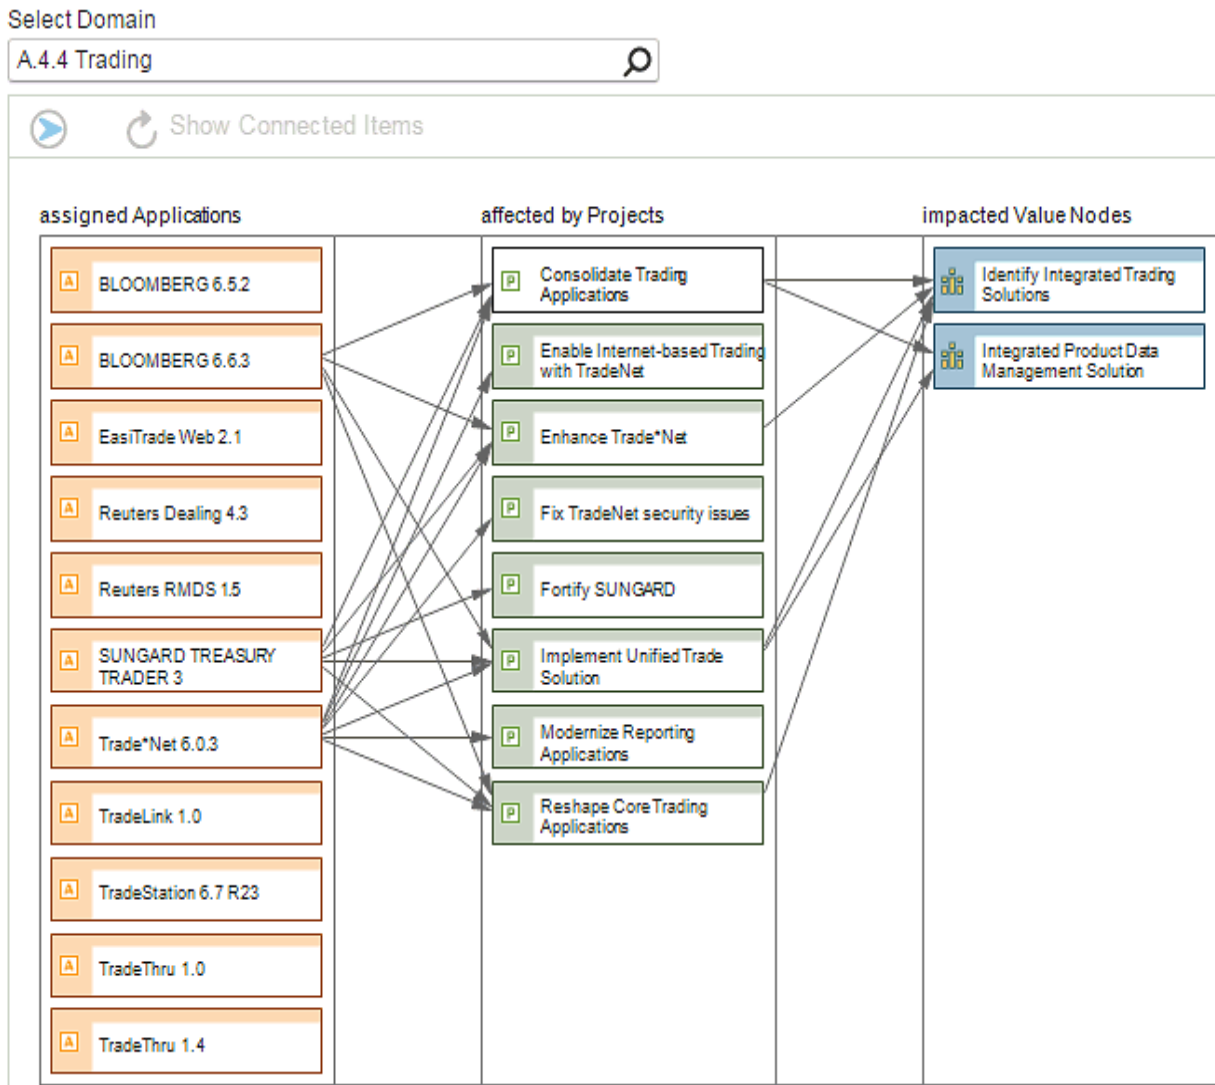 Select Domain
A.4.4 Trading
Show Connected Items
assigned Applications
affected by Projects
impacted Value Nodes
A
BLOOMBERG 6.5.2
A
BLOOMBERG 6.6.3
A
EasiTrade Web 2.1
A
Reuters Dealing 4.3
A
Reuters RMDS 1.5
A
SUNGARD TREASURY
TRADER 3
A
Trade*Net 6.0.3
A
TradeLink 1.0
A
TradeStation 6.7 R23
A
TradeThru 1.0
A
TradeThru 1.4
P
Consolidate Trading
Applications
P
Enable Internet-based Trading
with TradeNet
P
Enhance Trade*Net
P
Fix TradeNet security issues
P
Fortify SUNGARD
P
Implement Unified Trade
Solution
P
Modernize Reporting
Applications
P
Reshape Core Trading
Applications
Identify Integrated Trading
Solutions
Integrated Product Data
Management Solution